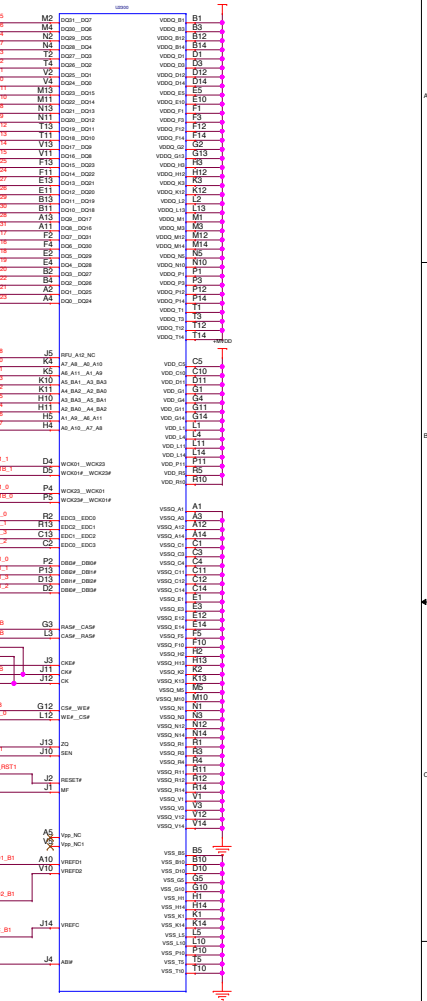 U2300
M2 DQ31__DQ7 VDDQ_B1 B1
M4 DQ30__DQ6 VDDQ_B3 B3
N2 DQ29__DQ5 VDDQ_B12 B12
N4 DQ28__DQ4 VDDQ_B14 B14
T2 DQ27__DQ3 VDDQ_D1 D1
T4 DQ26__DQ2 VDDQ_D3 D3
V2 DQ25__DQ1 VDDQ_D12 D12
V4 DQ24__DQ0 VDDQ_D14 D14
M13 DQ23__DQ15 VDDQ_E5 E5
M11 DQ22__DQ14 VDDQ_E10 E10
N13 DQ21__DQ13 VDDQ_F1 F1
N11 DQ20__DQ12 VDDQ_F3 F3
T13 DQ19__DQ11 VDDQ_F12 F12
T11 DQ18__DQ10 VDDQ_F14 F14
V13 DQ17__DQ9 VDDQ_G2 G2
V11 DQ16__DQ8 VDDQ_G13 G13
F13 DQ15__DQ23 VDDQ_H3 H3
F11 DQ14__DQ22 VDDQ_H12 H12
E13 DQ13__DQ21 VDDQ_K3 K3
E11 DQ12__DQ20 VDDQ_K12 K12
B13 DQ11__DQ19 VDDQ_L2 L2
B11 DQ10__DQ18 VDDQ_L13 L13
A13 DQ9__DQ17 VDDQ_M1 M1
A11 DQ8__DQ16 VDDQ_M3 M3
F2 DQ7__DQ31 VDDQ_M12 M12
F4 DQ6__DQ30 VDDQ_M14 M14
E2 DQ5__DQ29 VDDQ_N5 N5
E4 DQ4__DQ28 VDDQ_N10 N10
B2 DQ3__DQ27 VDDQ_P1 P1
B4 DQ2__DQ26 VDDQ_P3 P3
A2 DQ1__DQ25 VDDQ_P12 P12
A4 DQ0__DQ24 VDDQ_P14 P14
VDDQ_T1 T1
VDDQ_T3 T3
VDDQ_T12 T12
VDDQ_T14 T14
J5 RFU_A12_NC
K4 A7_A8__A0_A10 VDD_C5 C5
K5 A6_A11__A1_A9 VDD_C10 C10
K10 A5_BA1__A3_BA3 VDD_D11 D11
K11 A4_BA2__A2_BA0 VDD_G1 G1
H10 A3_BA3__A5_BA1 VDD_G4 G4
H11 A2_BA0__A4_BA2 VDD_G11 G11
H5 A1_A9__A6_A11 VDD_G14 G14
H4 A0_A10__A7_A8 VDD_L1 L1
VDD_L4 L4
VDD_L11 L11
VDD_L14 L14
D4 WCK01__WCK23 VDD_P11 P11
D5 WCK01#__WCK23# VDD_R5 R5
VDD_R10 R10
P4 WCK23__WCK01
P5 WCK23#__WCK01#
VSSQ_A1 A1
R2 EDC3__EDC0 VSSQ_A3 A3
R13 EDC2__EDC1 VSSQ_A12 A12
C13 EDC1__EDC2 VSSQ_A14 A14
C2 EDC0__EDC3 VSSQ_C1 C1
VSSQ_C3 C3
P2 DBI3#__DBI0# VSSQ_C4 C4
P13 DBI2#__DBI1# VSSQ_C11 C11
D13 DBI1#__DBI2# VSSQ_C12 C12
D2 DBI0#__DBI3# VSSQ_C14 C14
VSSQ_E1 E1
VSSQ_E3 E3
VSSQ_E12 E12
G3 RAS#__CAS# VSSQ_E14 E14
L3 CAS#__RAS# VSSQ_F5 F5
VSSQ_F10 F10
VSSQ_H2 H2
J3 CKE# VSSQ_H13 H13
J11 CK# VSSQ_K2 K2
J12 CK VSSQ_K13 K13
VSSQ_M5 M5
VSSQ_M10 M10
G12 CS#__WE# VSSQ_N1 N1
L12 WE#__CS# VSSQ_N3 N3
VSSQ_N12 N12
VSSQ_N14 N14
J13 ZQ VSSQ_R1 R1
J10 SEN VSSQ_R3 R3
VSSQ_R4 R4
RST1 VSSQ_R11 R11
J2 RESET# VSSQ_R12 R12
J1 MF VSSQ_R14 R14
VSSQ_V1 V1
VSSQ_V3 V3
VSSQ_V12 V12
VSSQ_V14 V14
A5 Vpp_NC
V5 Vpp_NC1
VSS_B5 B5
A10 VREFD1 VSS_B10 B10
V10 VREFD2 VSS_D10 D10
VSS_G5 G5
VSS_G10 G10
VSS_H1 H1
VSS_H14 H14
VSS_K1 K1
J14 VREFC VSS_K14 K14
VSS_L5 L5
VSS_L10 L10
VSS_P10 P10
J4 ABI# VSS_T5 T5
VSS_T10 T10
A
B
C